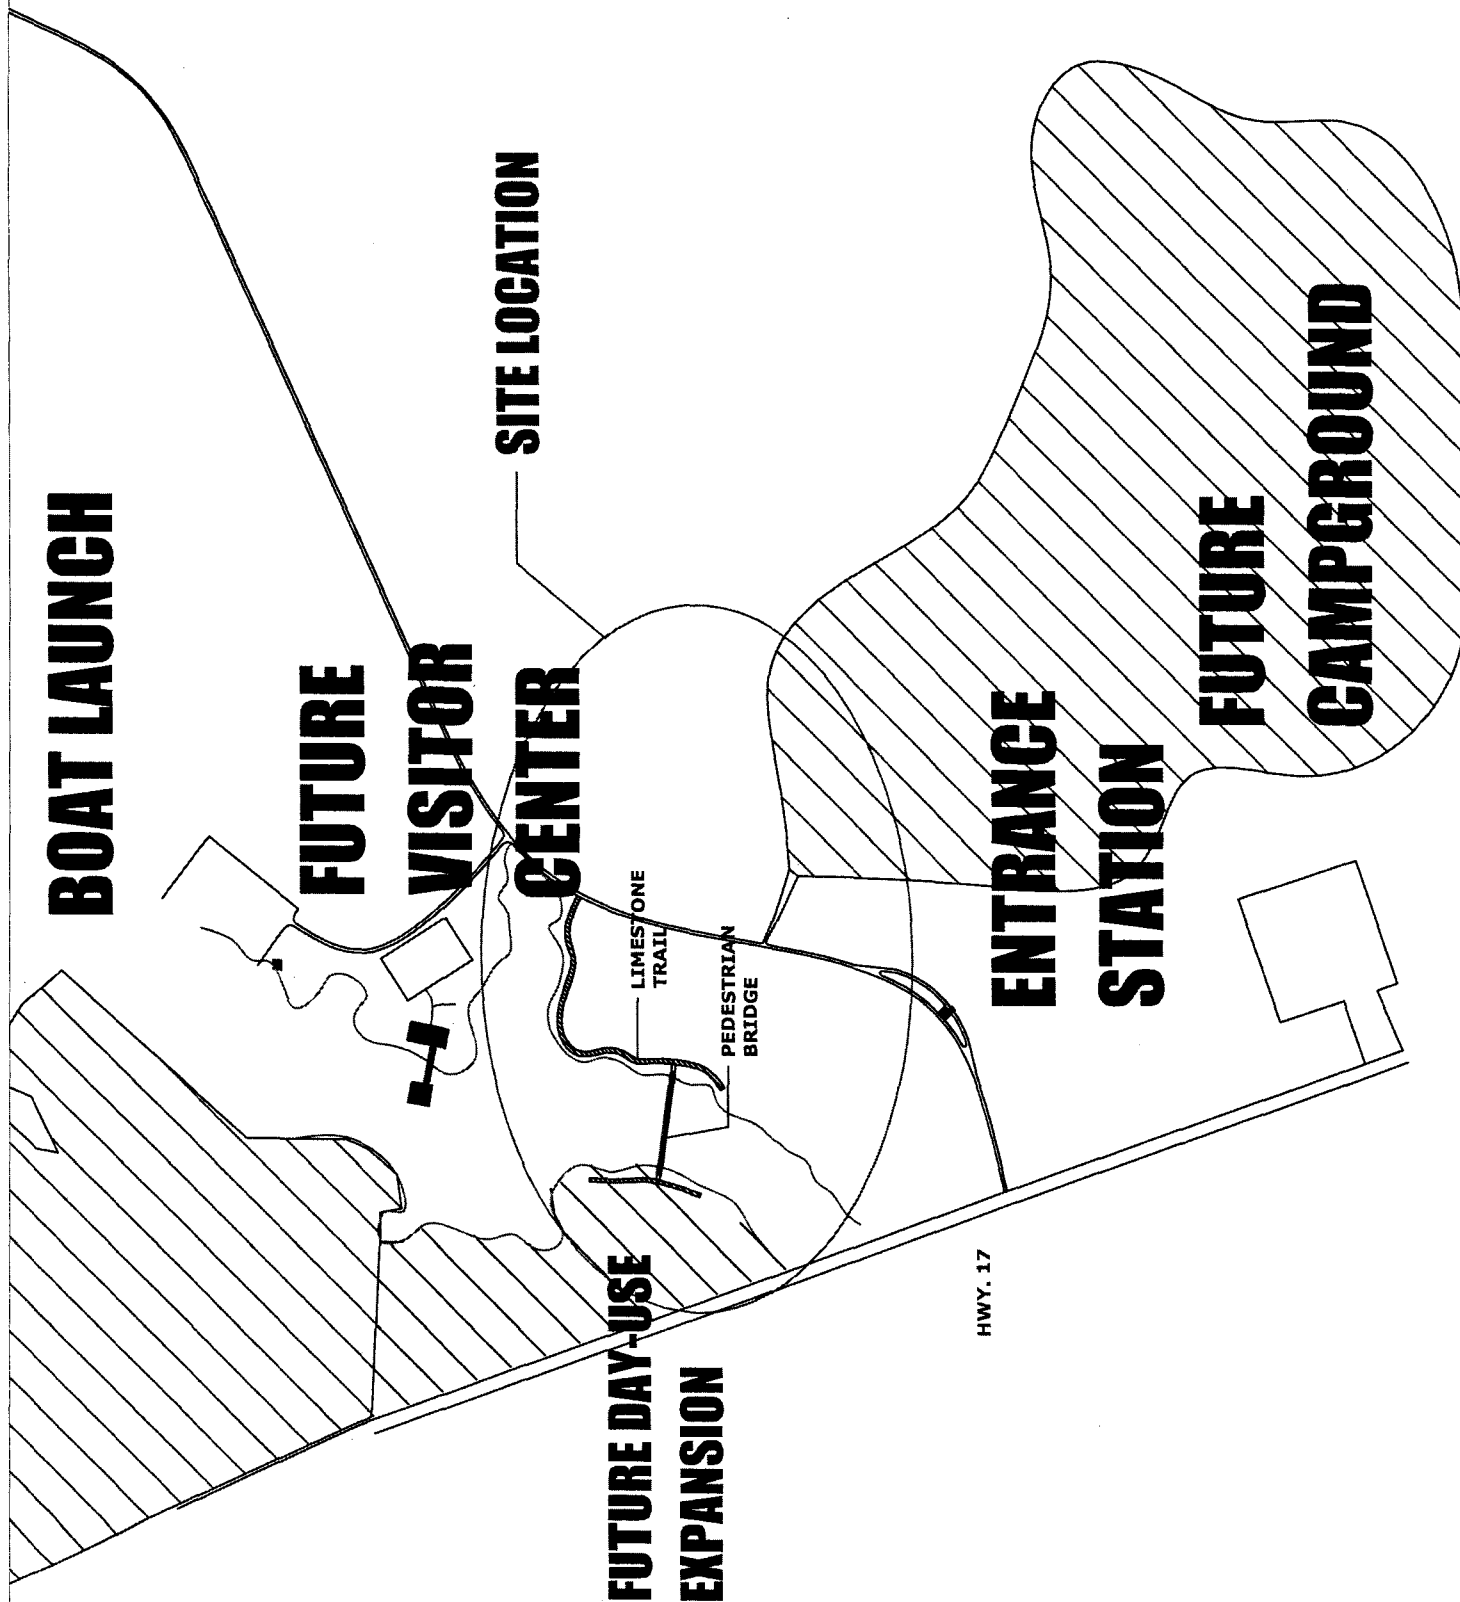 BOAT LAUNCH
FUTURE
VISITOR
CENTER
SITE LOCATION
LIMESTONE
TRAIL
PEDESTRIAN
BRIDGE
FUTURE DAY-USE
EXPANSION
HWY. 17
ENTRANCE
STATION
FUTURE
CAMPGROUND